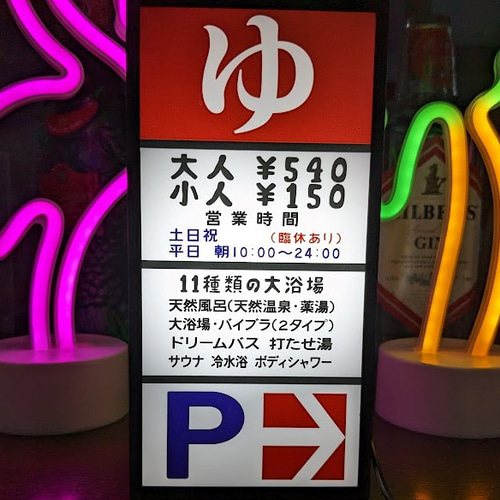 ゆ
大人 ¥540
小人 ¥150
営業時間
土日祝 (臨休あり)
平日 朝10:00〜24:00
11種類の大浴場
天然風呂(天然温泉・薬湯)
大浴場・バイブラ(2タイプ)
ドリームバス 打たせ湯
サウナ 冷水浴 ボディシャワー
P
GIN